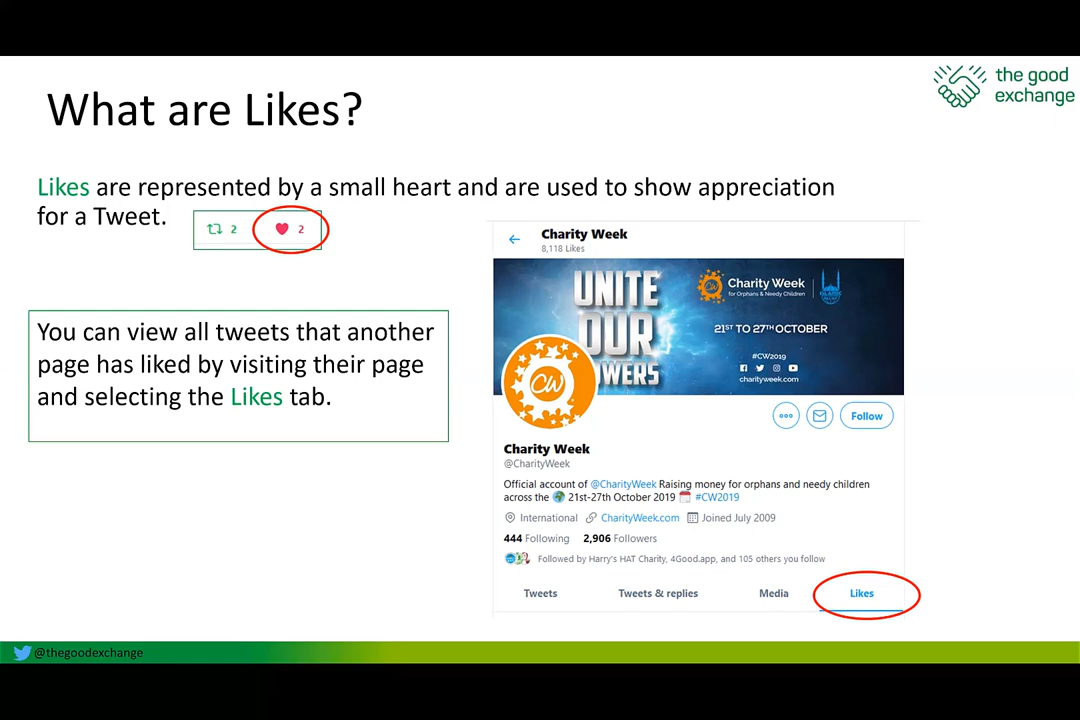 the good
exchange
What are Likes?
Likes are represented by a small heart and are used to show appreciation
for a Tweet.
2 2
You can view all tweets that another
page has liked by visiting their page
and selecting the Likes tab.
Charity Week
8,118 Likes
UNITE
OUR
WERS
Charity Week
for Orphans & Needy Children
21ST TO 27TH OCTOBER
#CW2019
charityweek.com
CW
Follow
Charity Week
@CharityWeek
Official account of @CharityWeek Raising money for orphans and needy children
across the 21st-27th October 2019 #CW2019
International CharityWeek.com Joined July 2009
444 Following 2,906 Followers
Followed by Harry's HAT Charity, 4Good.app, and 105 others you follow
Tweets Tweets & replies Media Likes
@thegoodexchange